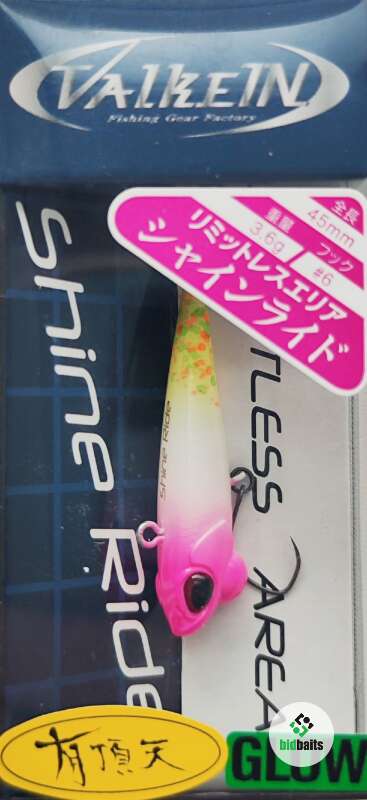 VALKEIN
Fishing Gear Factory
全長
45mm
フック
#6
重量
3.6g
リミットレスエリア
シャインライド
Shine Ride
TLESS AREA
Shine Ride
有頂天
GLOW
bidbaits